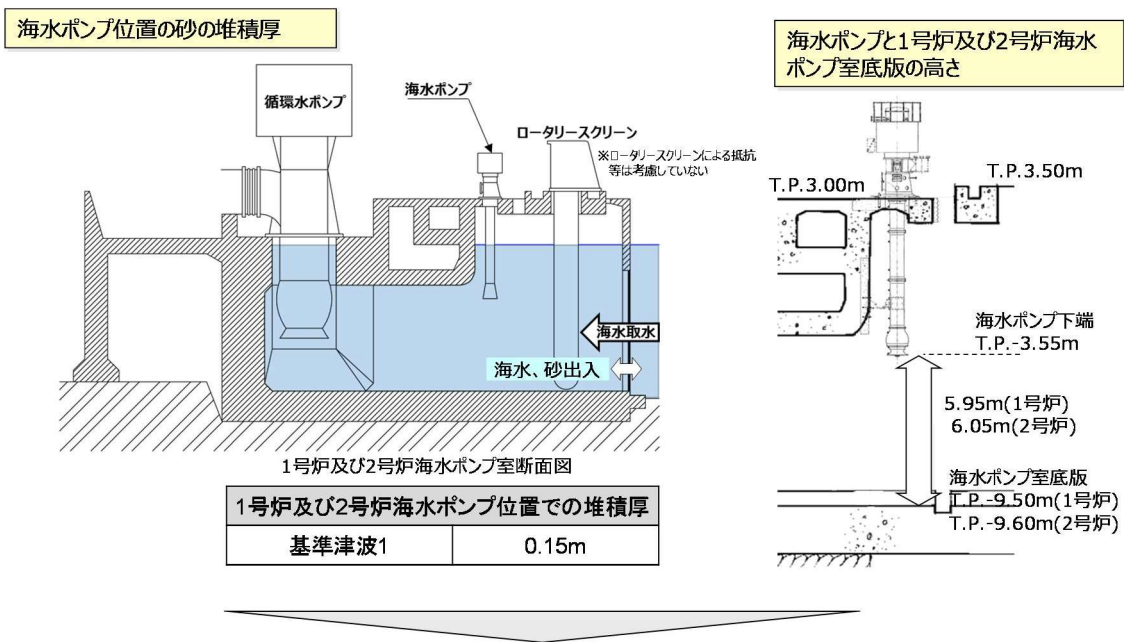 海水ポンプ位置の砂の堆積厚
循環水ポンプ
海水ポンプ
ロータリースクリーン
※ロータリースクリーンによる抵抗
等は考慮していない
海水取水
海水、砂出入
1号炉及び2号炉海水ポンプ室断面図
1号炉及び2号炉海水ポンプ位置での堆積厚
基準津波1 0.15m
海水ポンプと1号炉及び2号炉海水
ポンプ室底版の高さ
T.P.3.00m
T.P.3.50m
海水ポンプ下端
T.P.-3.55m
5.95m(1号炉)
6.05m(2号炉)
海水ポンプ室底版
T.P.-9.50m(1号炉)
T.P.-9.60m(2号炉)